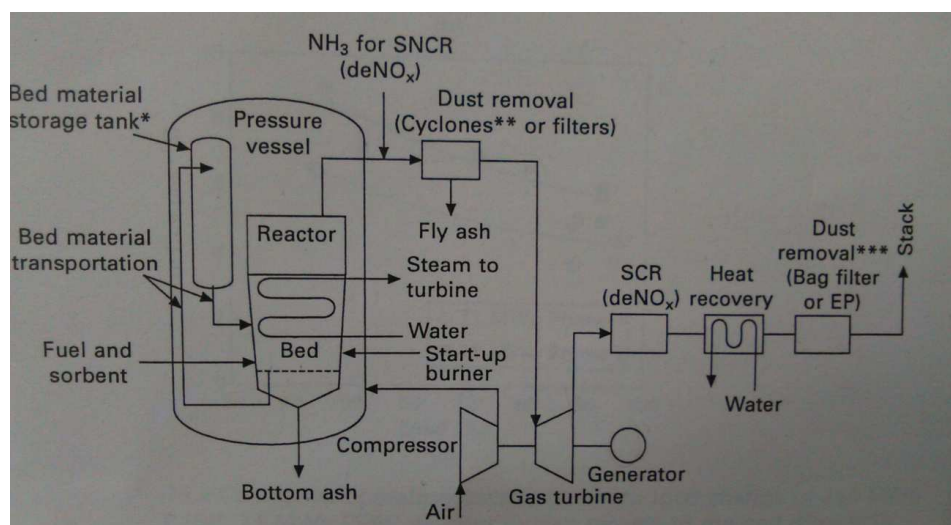 NH3 for SNCR
(deNOx)
Bed material
storage tank*
Pressure
vessel
Dust removal
(Cyclones** or filters)
Fly ash
Reactor
Bed material
transportation
Steam to
turbine
Water
Bed
Start-up
burner
Fuel and
sorbent
SCR
(deNOx)
Heat
recovery
Dust
removal***
(Bag filter
or EP)
Stack
Water
Compressor
Generator
Gas turbine
Air
Bottom ash